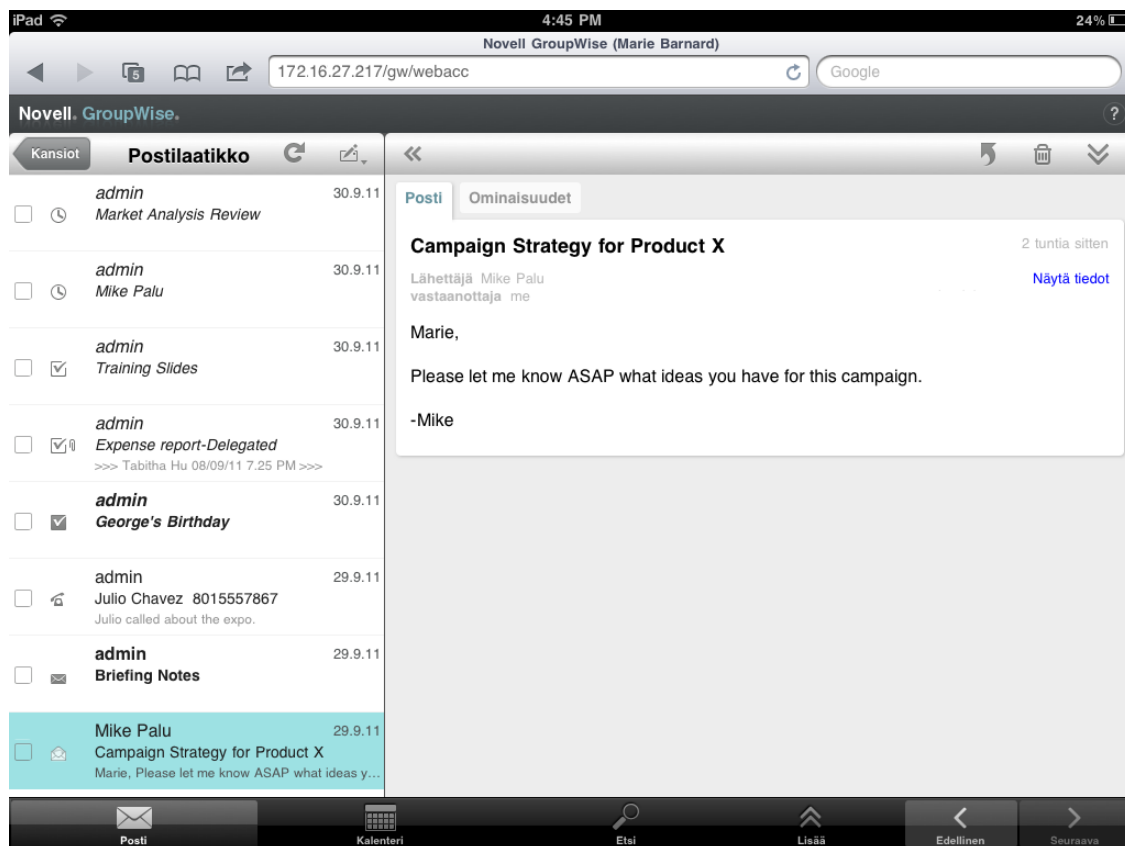 iPad 4:45 PM 24%
Novell GroupWise (Marie Barnard)
5 172.16.27.217/gw/webacc Google
Novell. GroupWise. ?
Kansiot Postilaatikko
admin 30.9.11
Market Analysis Review
admin 30.9.11
Mike Palu
admin 30.9.11
Training Slides
admin 30.9.11
Expense report-Delegated
>>> Tabitha Hu 08/09/11 7.25 PM >>>
admin 30.9.11
George's Birthday
admin 29.9.11
Julio Chavez 8015557867
Julio called about the expo.
admin 29.9.11
Briefing Notes
Mike Palu 29.9.11
Campaign Strategy for Product X
Marie, Please let me know ASAP what ideas y...
Posti Ominaisuudet
Campaign Strategy for Product X 2 tuntia sitten
Lähettäjä Mike Palu Näytä tiedot
vastaanottaja me
Marie,
Please let me know ASAP what ideas you have for this campaign.
-Mike
Posti Kalenteri Etsi Lisää Edellinen Seuraava